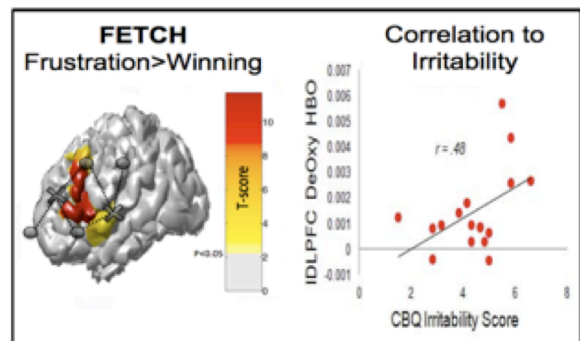 FETCH
Frustration>Winning
10
8
6
4
2
0
T-score
P<0.05
Correlation to
Irritability
0.007
0.006
0.005
0.004
0.003
0.002
0.001
0
-0.001
IDLPFC DeOxy HBO
r = .48
0 2 4 6 8
CBQ Irritability Score